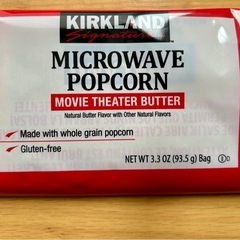 KIRKLAND
Signature
MICROWAVE
POPCORN
MOVIE THEATER BUTTER
Natural Butter Flavor with Other Natural Flavors
Made with whole grain popcorn
Gluten-free
NET WT 3.3 OZ (93.5g) Bag